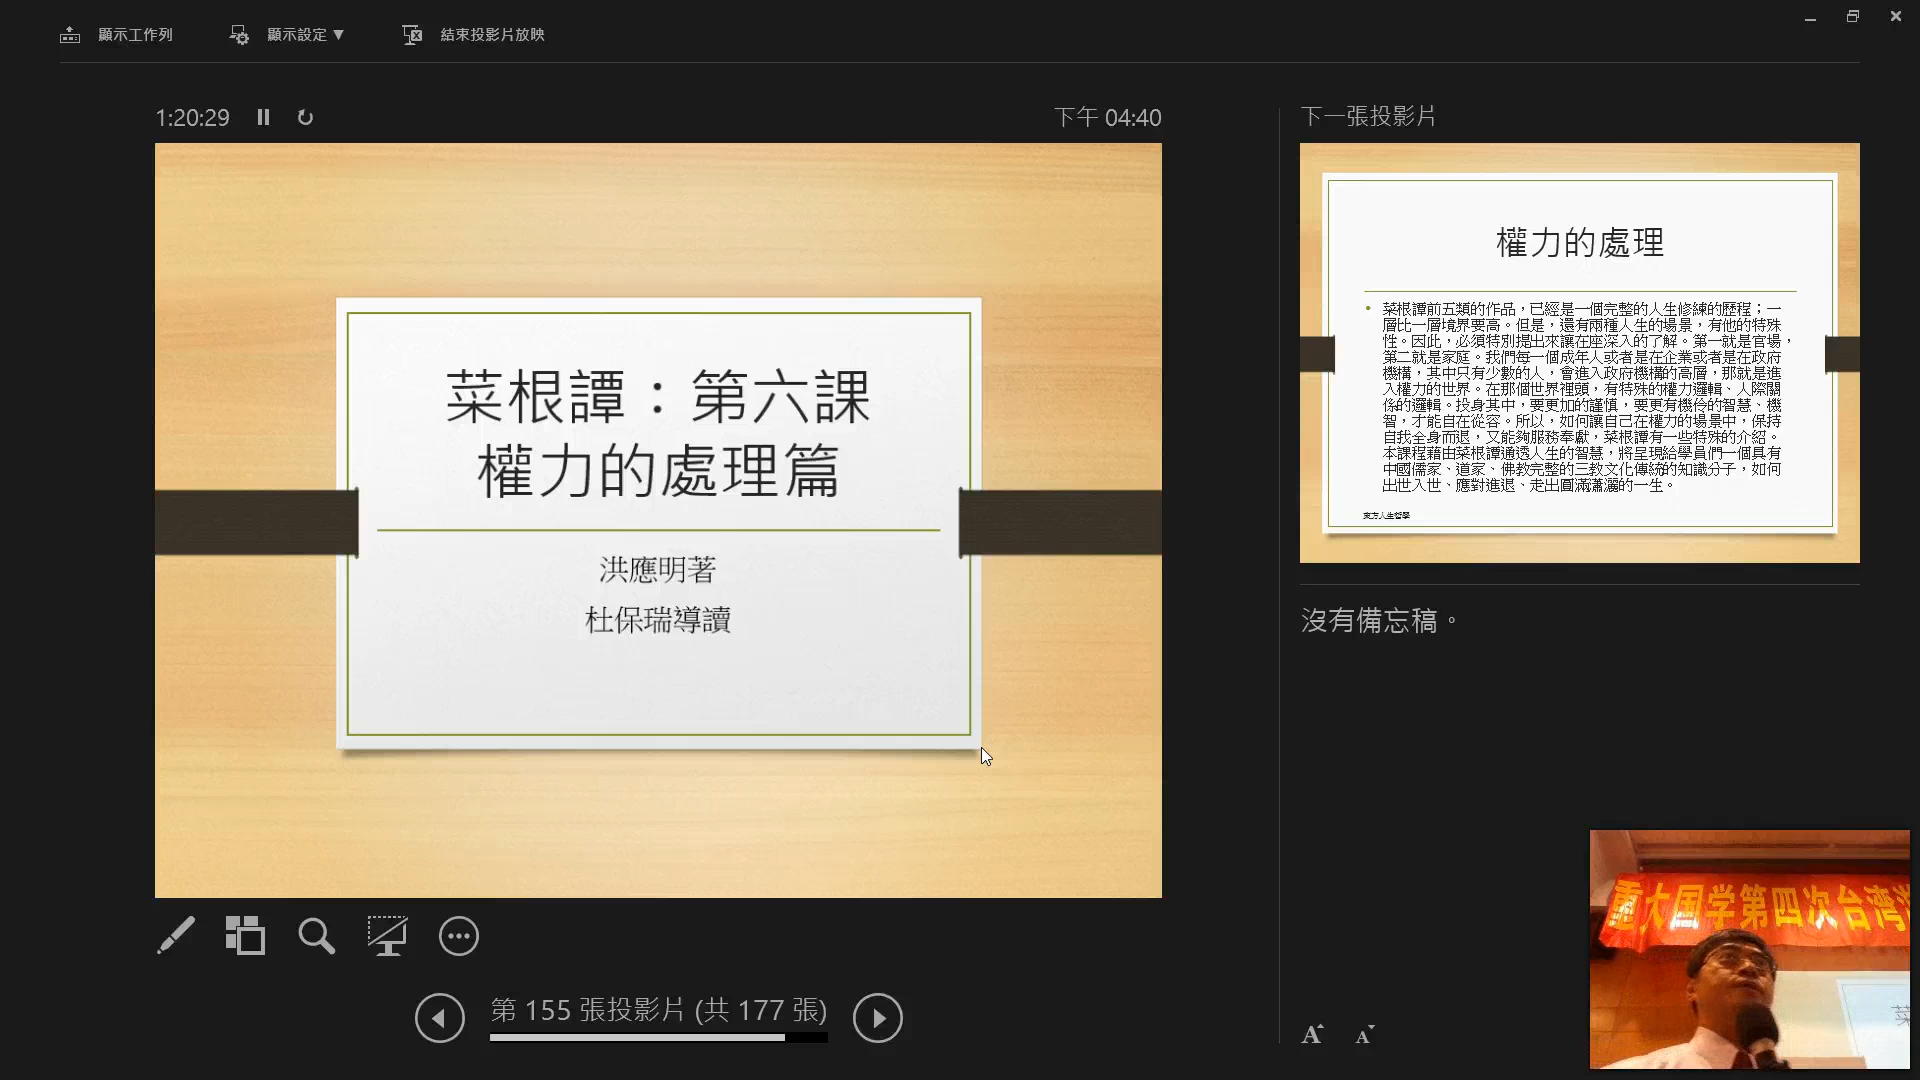 顯示工作列
顯示設定 ▼
結束投影片放映
1:20:29
下午 04:40
下一張投影片
菜根譚：第六課
權力的處理篇
洪應明著
杜保瑞導讀
權力的處理
• 菜根譚前五類的作品，已經是一個完整的人生修練的歷程；一
層比一層境界要高。但是，還有兩種人生的場景，有他的特殊
性。因此，必須特別提出來讓在座深入的了解。第一就是官場，
第二就是家庭。我們每一個成年人或者是在企業或者是在政府
機構，其中只有少數的人，會進入政府機構的高層，那就是進
入權力的世界。在那個世界裡頭，有特殊的權力邏輯、人際關
係的邏輯。投身其中，要更加的謹慎，要更有機伶的智慧、機
智，才能自在從容。所以，如何讓自己在權力的場景中，保持
自我全身而退，又能夠服務奉獻，菜根譚有一些特殊的介紹。
本課程藉由菜根譚通透人生的智慧，將呈現給學員們一個具有
中國儒家、道家、佛教完整的三教文化傳統的知識分子，如何
出世入世、應對進退、走出圓滿瀟灑的一生。
東方人生哲學
沒有備忘稿。
重大国学第四次台湾
菜
第 155 張投影片 (共 177 張)
A A